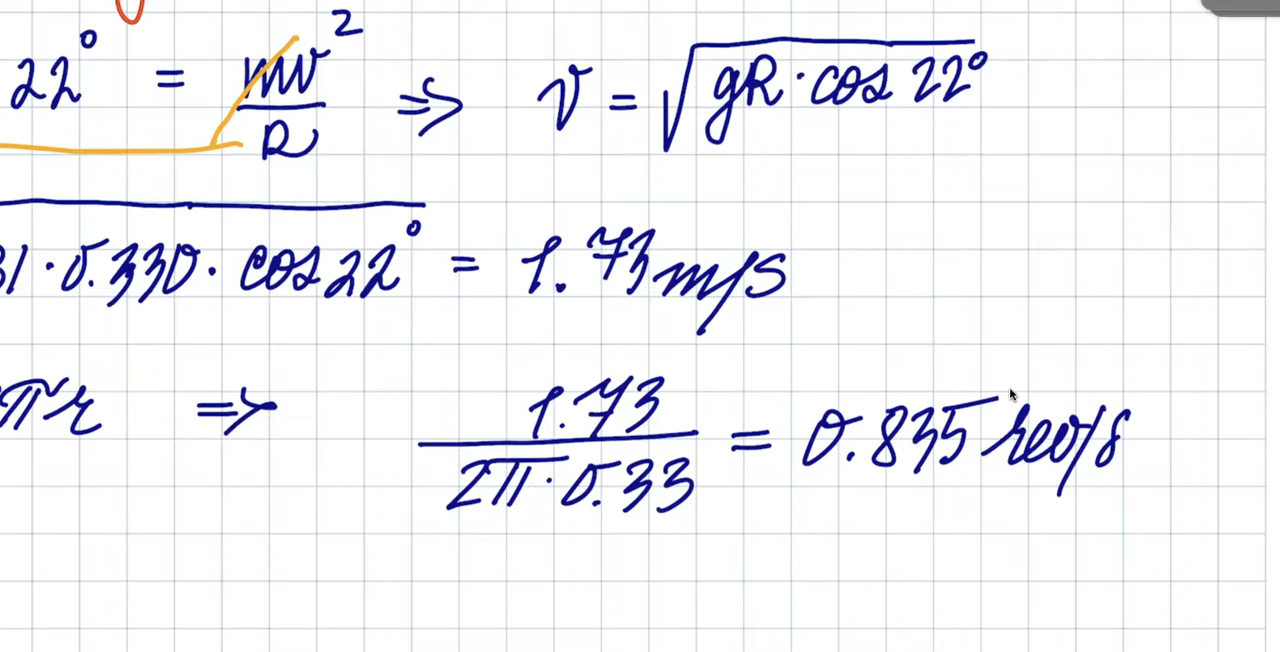 22° = mv²/R ⇒ v = √(gR · cos 22°)
81 · 0.330 · cos 22° = 1.73 m/s
πr ⇒ 1.73/(2π · 0.33) = 0.835 rev/s